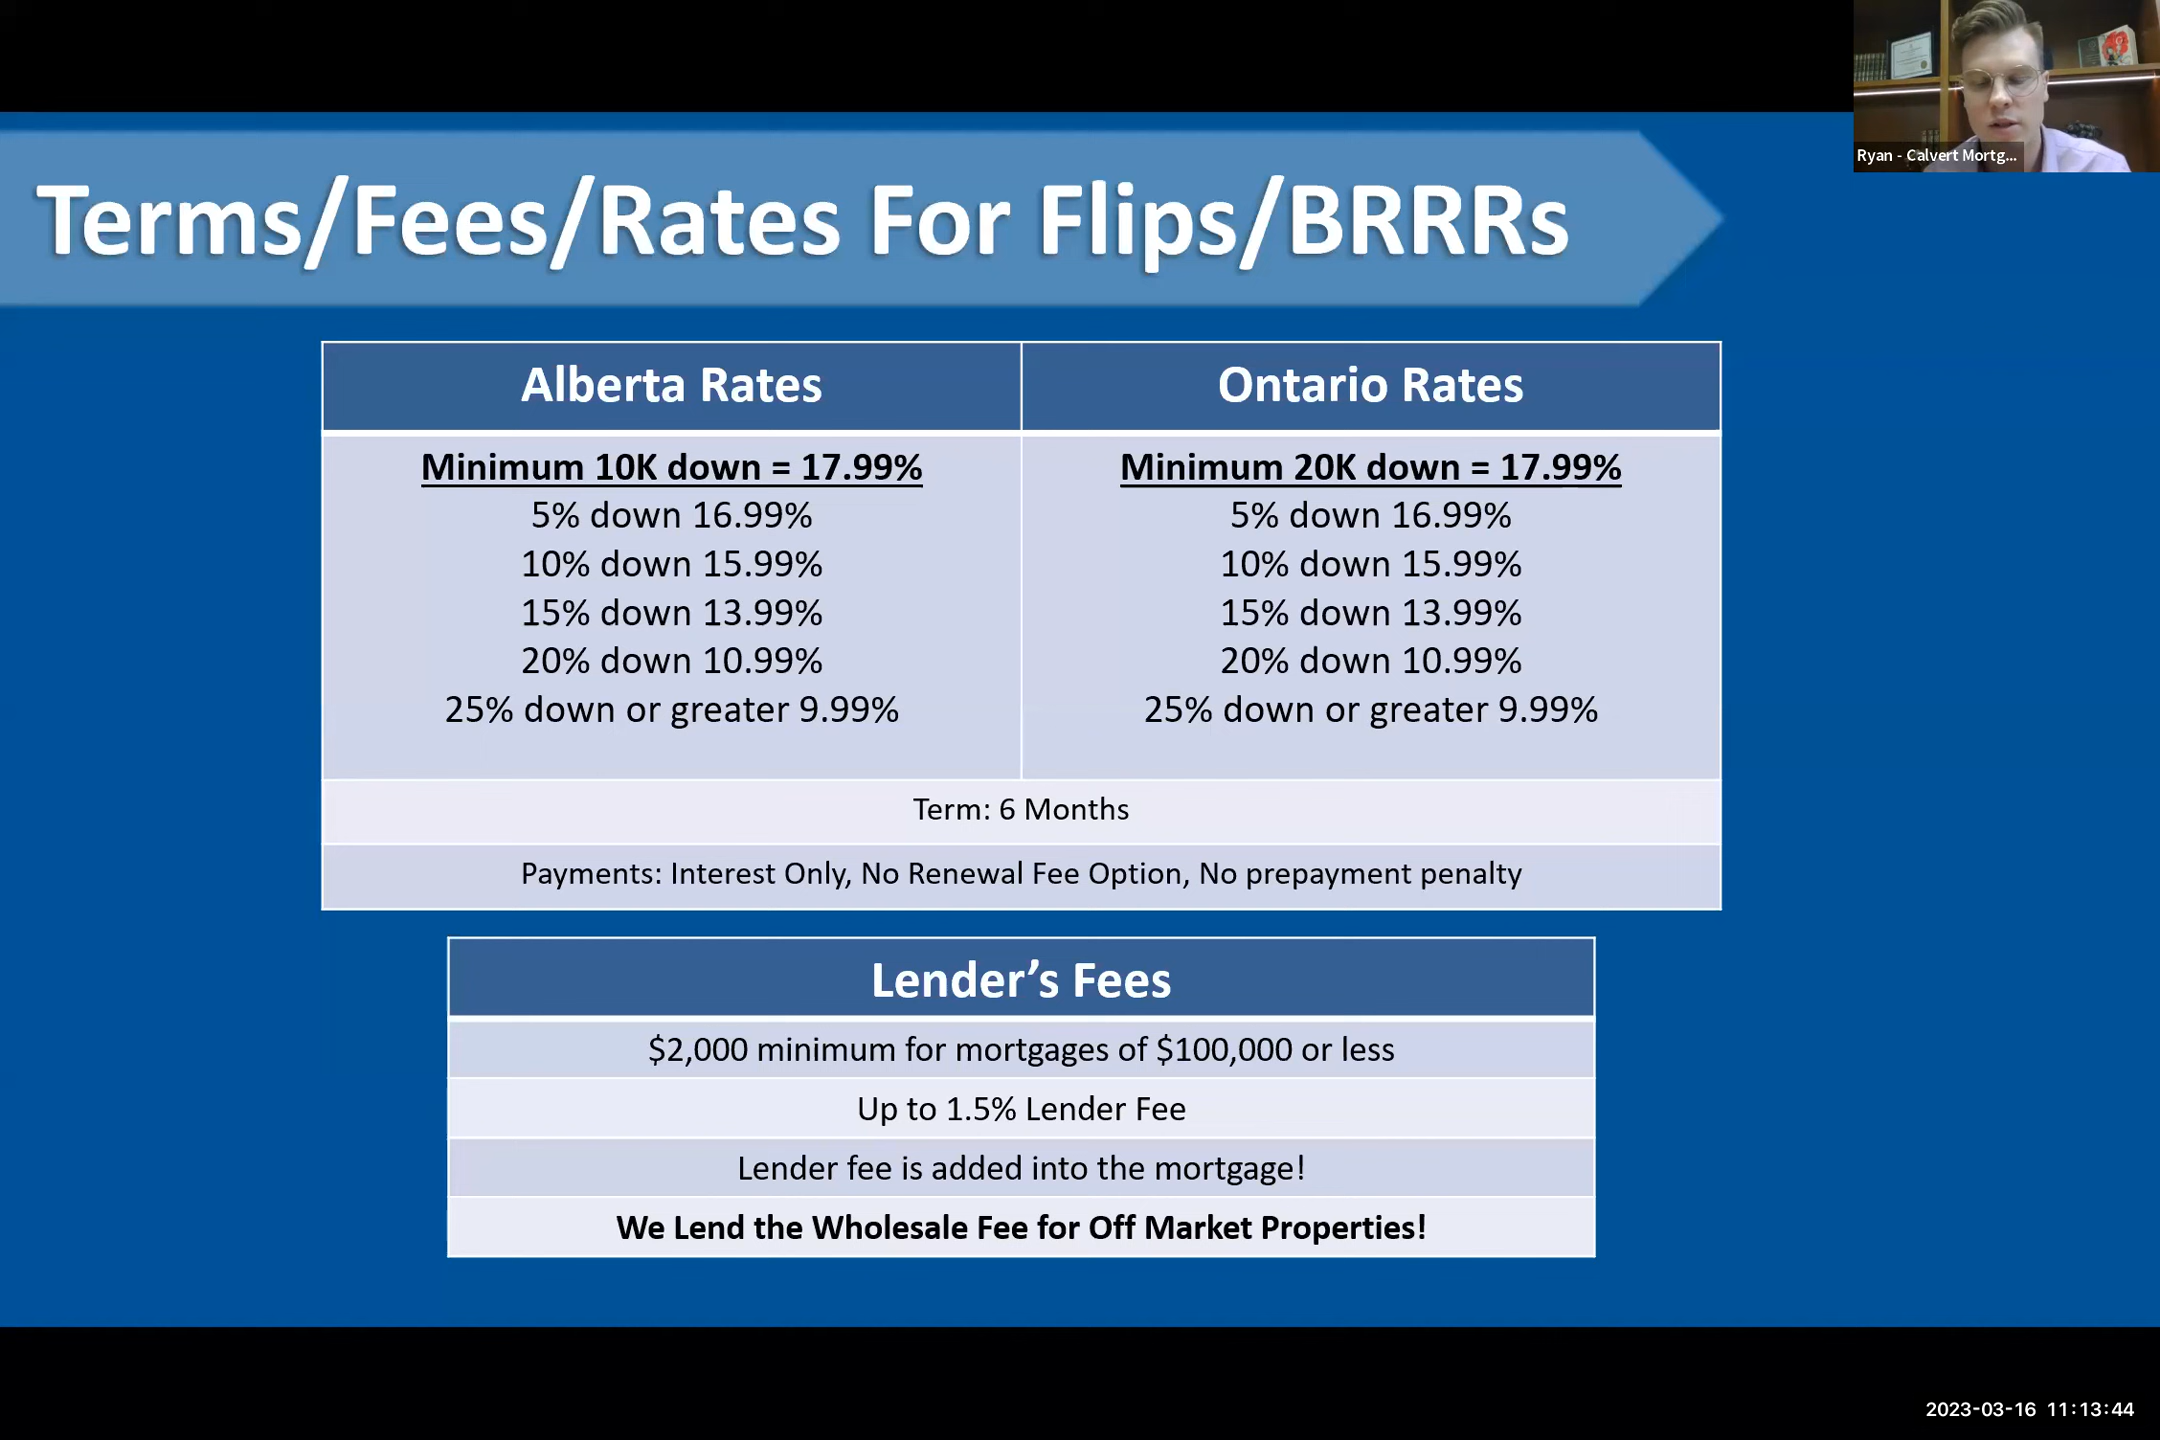 Ryan - Calvert Mortg...
Terms/Fees/Rates For Flips/BRRRs
Alberta Rates
Minimum 10K down = 17.99%
5% down 16.99%
10% down 15.99%
15% down 13.99%
20% down 10.99%
25% down or greater 9.99%
Ontario Rates
Minimum 20K down = 17.99%
5% down 16.99%
10% down 15.99%
15% down 13.99%
20% down 10.99%
25% down or greater 9.99%
Term: 6 Months
Payments: Interest Only, No Renewal Fee Option, No prepayment penalty
Lender’s Fees
$2,000 minimum for mortgages of $100,000 or less
Up to 1.5% Lender Fee
Lender fee is added into the mortgage!
We Lend the Wholesale Fee for Off Market Properties!
2023-03-16 11:13:44